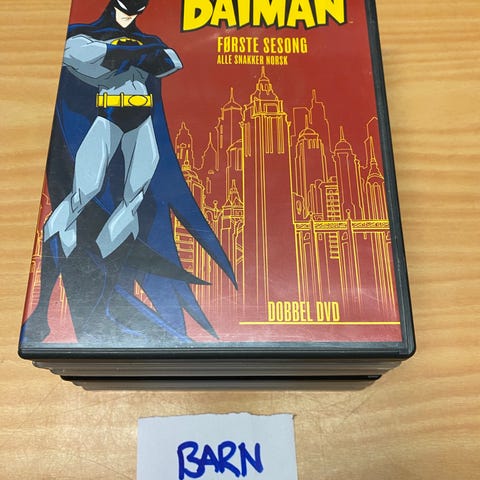 BATMAN
FØRSTE SESONG
ALLE SNAKKER NORSK
DOBBEL DVD
BARN